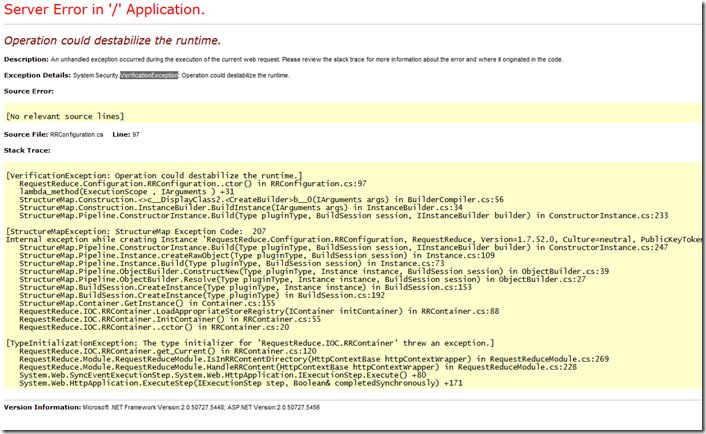 Server Error in '/' Application.
Operation could destabilize the runtime.
Description: An unhandled exception occurred during the execution of the current web request. Please review the stack trace for more information about the error and where it originated in the code.
Exception Details: System.Security.VerificationException: Operation could destabilize the runtime.
Source Error:
[No relevant source lines]
Source File: RRConfiguration.cs    Line: 97
Stack Trace:
[VerificationException: Operation could destabilize the runtime.]
RequestReduce.Configuration.RRConfiguration..ctor() in RRConfiguration.cs:97
lambda_method(ExecutionScope , IArguments ) +31
StructureMap.Construction.<>c__DisplayClass2.<CreateBuilder>b__0(IArguments args) in BuilderCompiler.cs:56
StructureMap.Construction.InstanceBuilder.BuildInstance(IArguments args) in InstanceBuilder.cs:34
StructureMap.Pipeline.ConstructorInstance.Build(Type pluginType, BuildSession session, IInstanceBuilder builder) in ConstructorInstance.cs:233
[StructureMapException: StructureMap Exception Code:  207
Internal exception while creating Instance 'RequestReduce.Configuration.RRConfiguration, RequestReduce, Version=1.7.52.0, Culture=neutral, PublicKeyToken
StructureMap.Pipeline.ConstructorInstance.Build(Type pluginType, BuildSession session, IInstanceBuilder builder) in ConstructorInstance.cs:247
StructureMap.Pipeline.Instance.createRawObject(Type pluginType, BuildSession session) in Instance.cs:109
StructureMap.Pipeline.Instance.Build(Type pluginType, BuildSession session) in Instance.cs:73
StructureMap.Pipeline.ObjectBuilder.ConstructNew(Type pluginType, Instance instance, BuildSession session) in ObjectBuilder.cs:39
StructureMap.Pipeline.ObjectBuilder.Resolve(Type pluginType, Instance instance, BuildSession session) in ObjectBuilder.cs:27
StructureMap.BuildSession.CreateInstance(Type pluginType, Instance instance) in BuildSession.cs:153
StructureMap.BuildSession.CreateInstance(Type pluginType) in BuildSession.cs:192
StructureMap.Container.GetInstance() in Container.cs:155
RequestReduce.IOC.RRContainer.LoadAppropriateStoreRegistry(IContainer initContainer) in RRContainer.cs:88
RequestReduce.IOC.RRContainer.InitContainer() in RRContainer.cs:55
RequestReduce.IOC.RRContainer..cctor() in RRContainer.cs:20
[TypeInitializationException: The type initializer for 'RequestReduce.IOC.RRContainer' threw an exception.]
RequestReduce.IOC.RRContainer.get_Current() in RRContainer.cs:120
RequestReduce.Module.RequestReduceModule.IsInRRContentDirectory(HttpContextBase httpContextWrapper) in RequestReduceModule.cs:269
RequestReduce.Module.RequestReduceModule.HandleRRContent(HttpContextBase httpContextWrapper) in RequestReduceModule.cs:228
System.Web.SyncEventExecutionStep.System.Web.HttpApplication.IExecutionStep.Execute() +80
System.Web.HttpApplication.ExecuteStep(IExecutionStep step, Boolean& completedSynchronously) +171
Version Information: Microsoft .NET Framework Version:2.0.50727.5448; ASP.NET Version:2.0.50727.5456